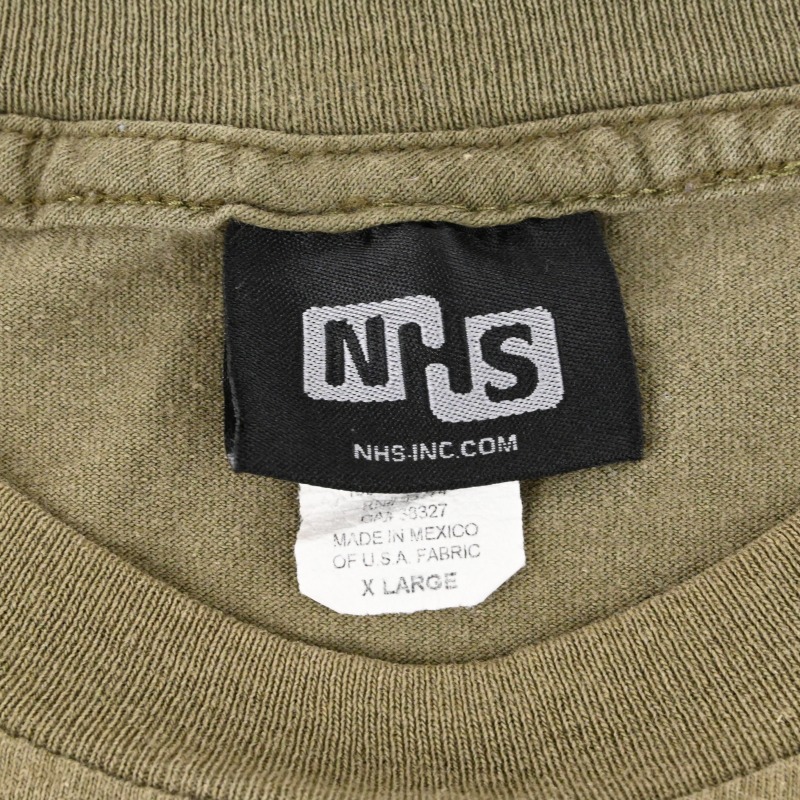 NHS
NHS-INC.COM
MADE IN MEXICO
OF U.S.A. FABRIC
X LARGE